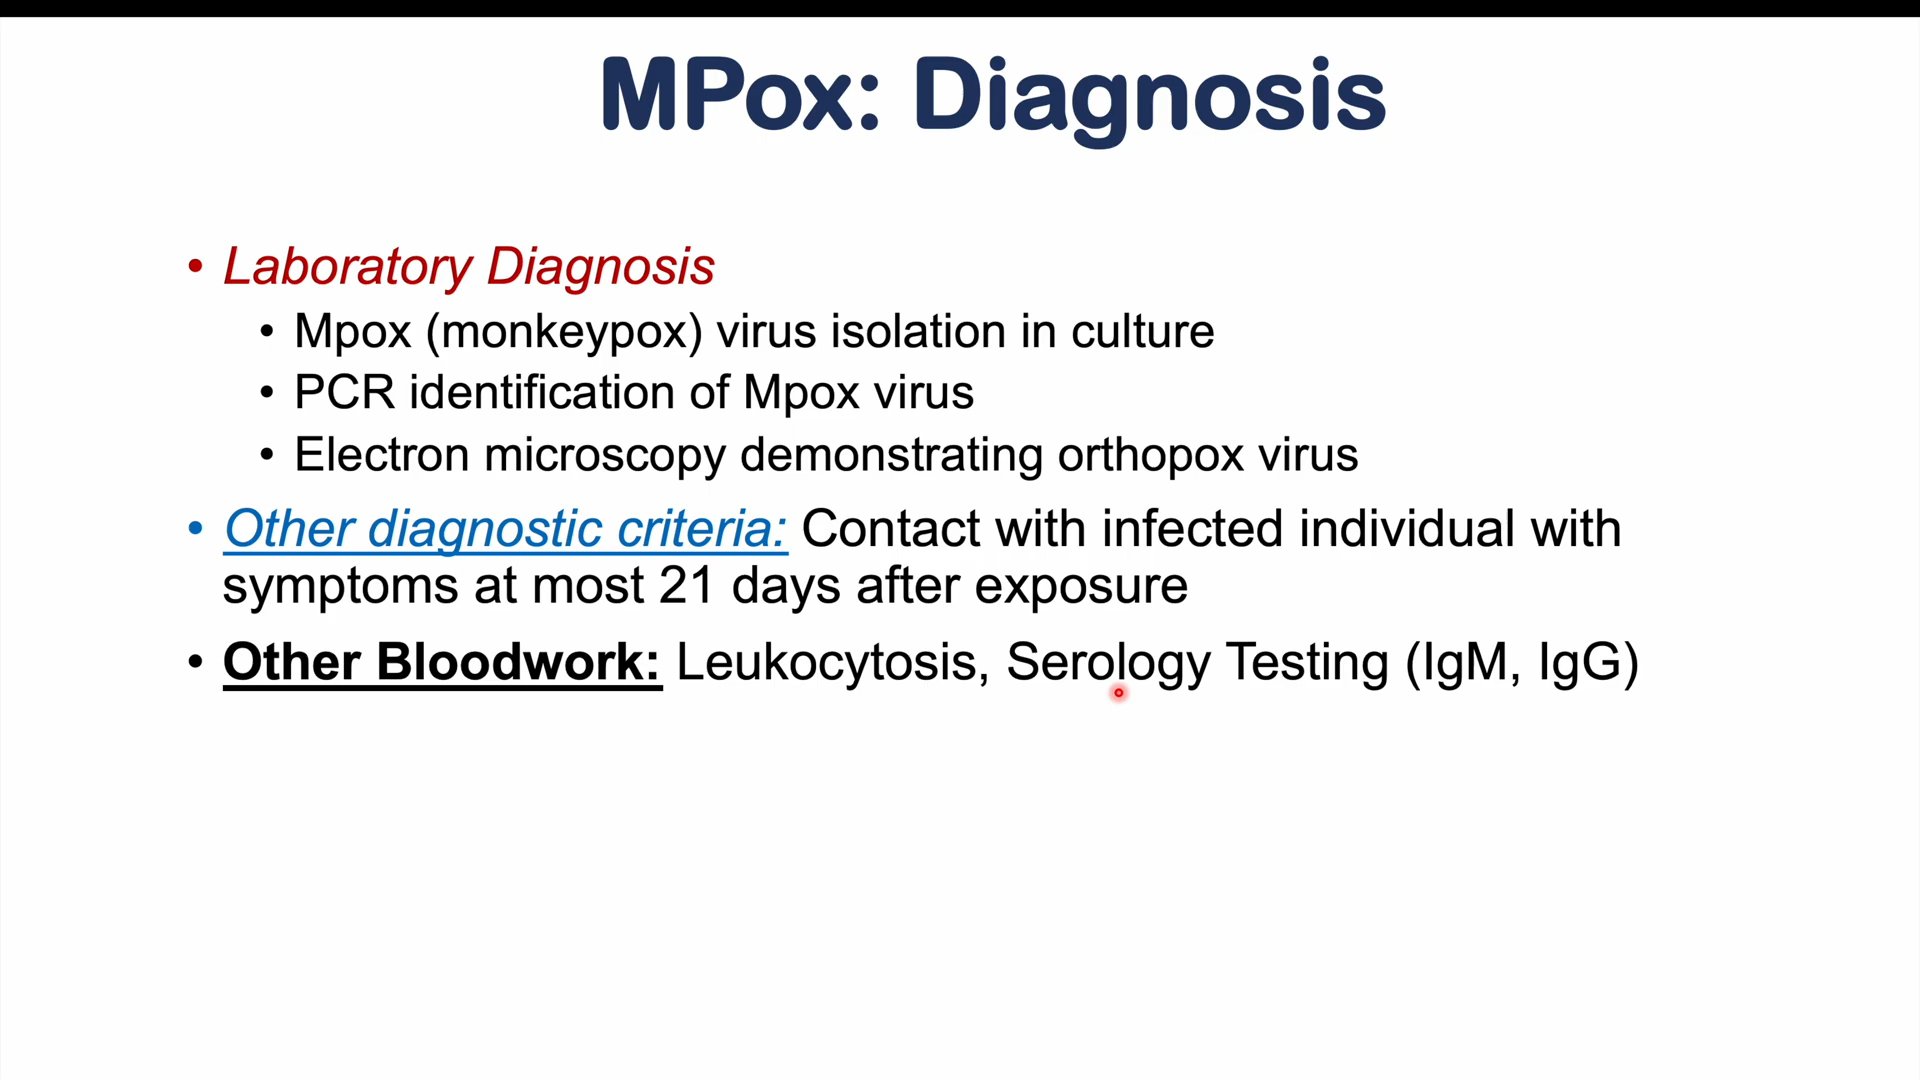 MPox: Diagnosis
• Laboratory Diagnosis
• Mpox (monkeypox) virus isolation in culture
• PCR identification of Mpox virus
• Electron microscopy demonstrating orthopox virus
• Other diagnostic criteria: Contact with infected individual with
symptoms at most 21 days after exposure
• Other Bloodwork: Leukocytosis, Serology Testing (IgM, IgG)